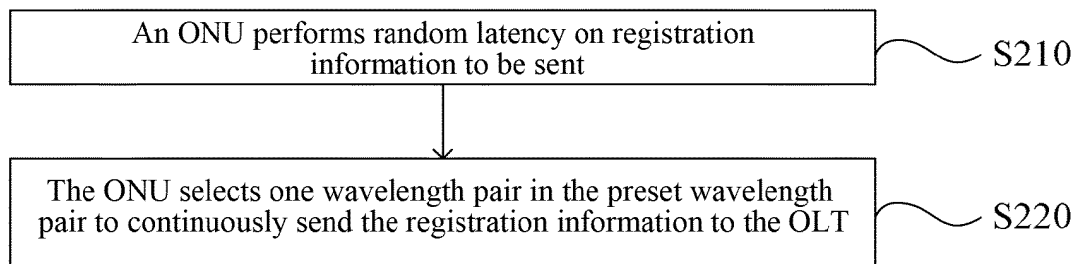 An ONU performs random latency on registration
information to be sent
S210
The ONU selects one wavelength pair in the preset wavelength
pair to continuously send the registration information to the OLT
S220